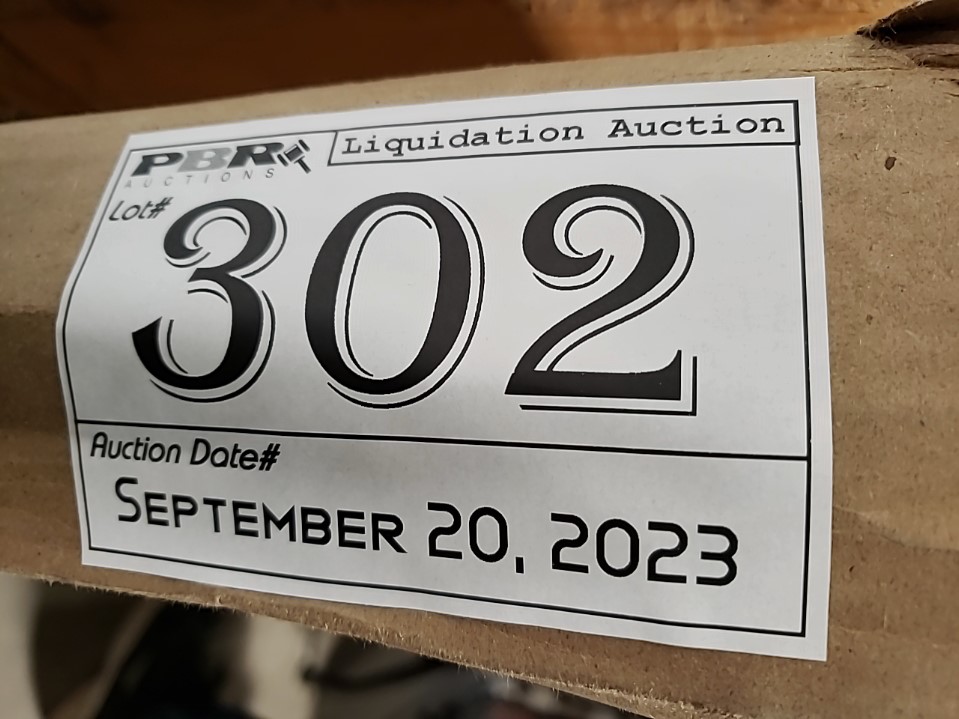 PBR
AUCTIONS
Liquidation Auction
Lot#
302
Auction Date#
SEPTEMBER 20, 2023